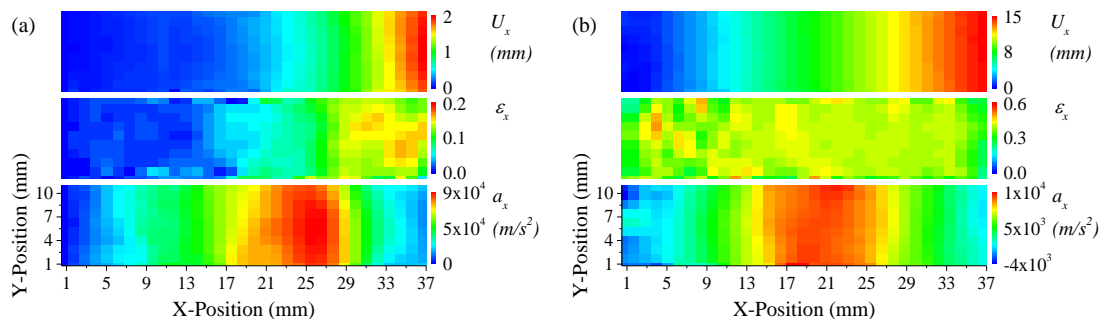 (a)
2
1
0
U_x
(mm)
0.2
0.1
0.0
ε_x
9x10^4
5x10^4
0
a_x
(m/s^2)
Y-Position (mm)
10
7
4
1
1 5 9 13 17 21 25 29 33 37
X-Position (mm)
(b)
15
8
0
U_x
(mm)
0.6
0.3
0.0
ε_x
1x10^4
5x10^3
-4x10^3
a_x
(m/s^2)
Y-Position (mm)
10
7
4
1
1 5 9 13 17 21 25 29 33 37
X-Position (mm)